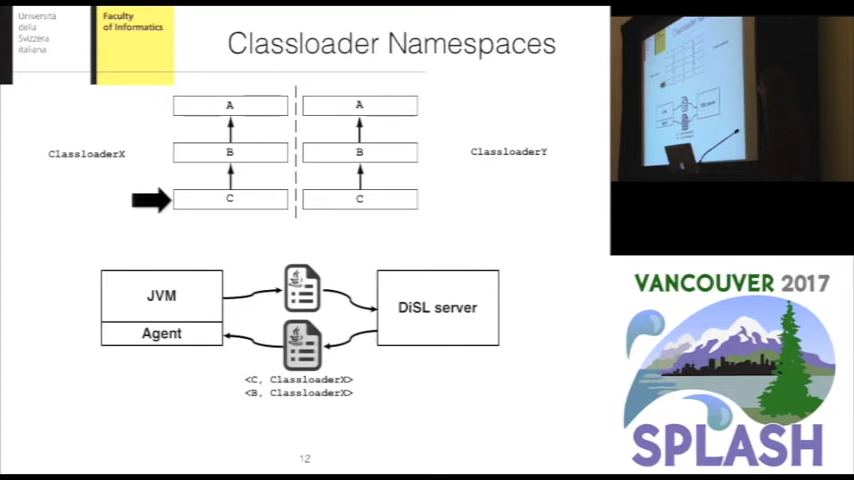 Università
della
Svizzera
italiana
Faculty
of Informatics
Classloader Namespaces
A
A
ClassloaderX
B
B
ClassloaderY
C
C
JVM
Agent
DiSL server
<C, ClassloaderX>
<B, ClassloaderX>
12
VANCOUVER 2017
SPLASH